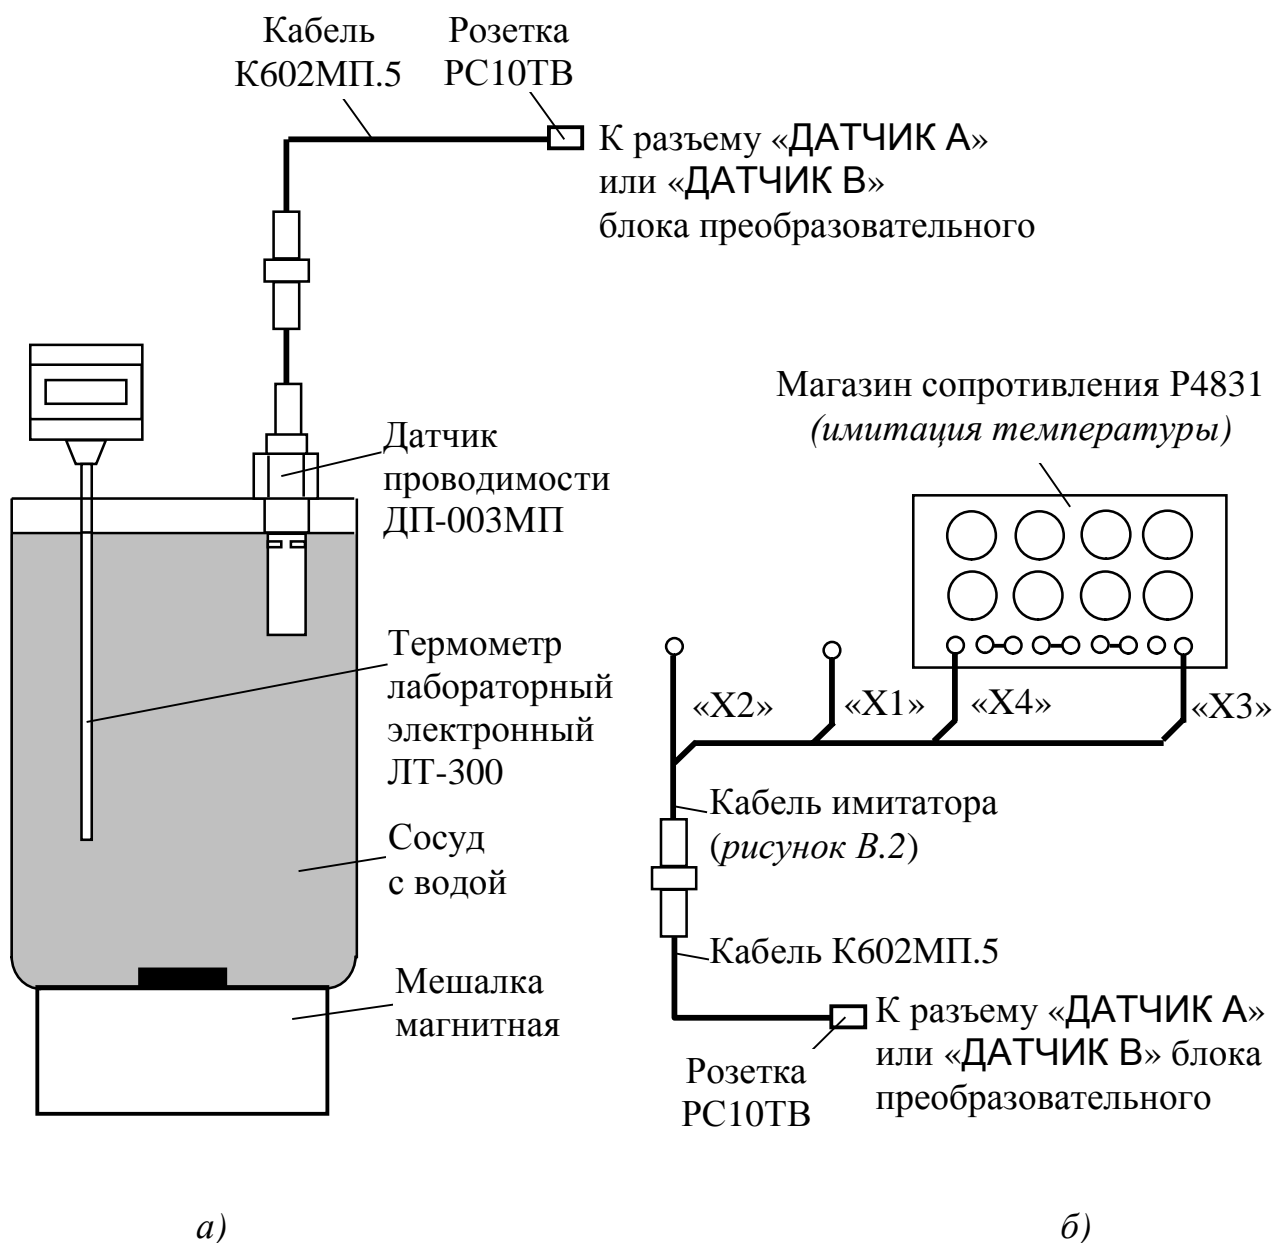 Кабель
К602МП.5
Розетка
РС10ТВ
К разъему «ДАТЧИК А»
или «ДАТЧИК В»
блока преобразовательного
Датчик
проводимости
ДП-003МП
Термометр
лабораторный
электронный
ЛТ-300
Сосуд
с водой
Мешалка
магнитная
а)
Магазин сопротивления Р4831
(имитация температуры)
«Х2»
«Х1»
«Х4»
«Х3»
Кабель имитатора
(рисунок В.2)
Кабель К602МП.5
К разъему «ДАТЧИК А»
или «ДАТЧИК В» блока
преобразовательного
Розетка
РС10ТВ
б)